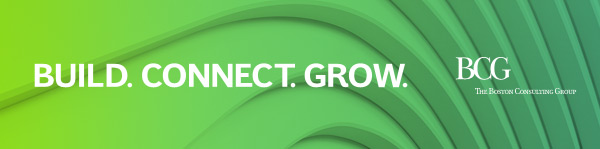 BUILD. CONNECT. GROW.
BCG
The Boston Consulting Group